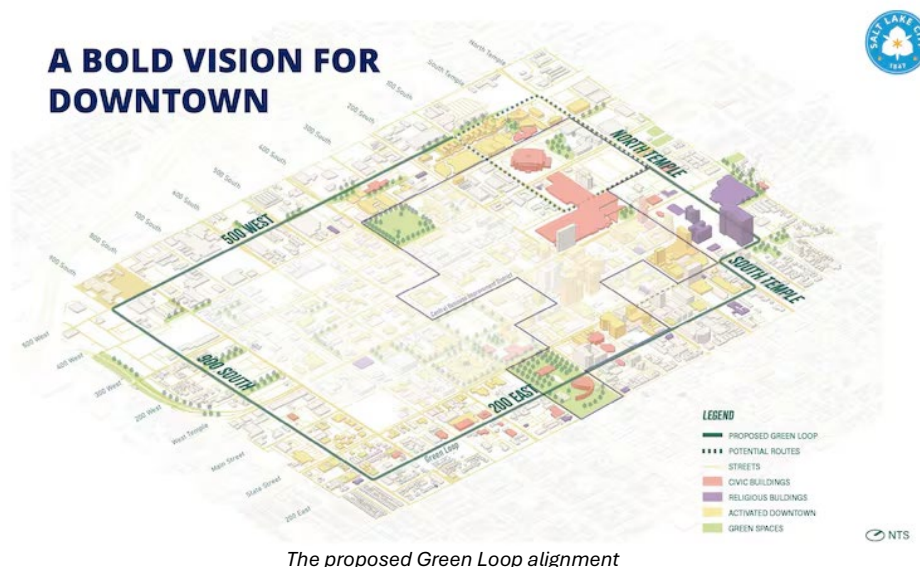 A BOLD VISION FOR
DOWNTOWN
SALT LAKE CITY
1847
North Temple
South Temple
100 South
200 South
300 South
400 South
500 South
600 South
700 South
800 South
900 South
500 WEST
NORTH TEMPLE
SOUTH TEMPLE
900 SOUTH
200 EAST
Green Loop
500 West
400 West
300 West
200 West
West Temple
Main Street
State Street
200 East
LEGEND
PROPOSED GREEN LOOP
POTENTIAL ROUTES
STREETS
CIVIC BUILDINGS
RELIGIOUS BUILDINGS
ACTIVATED DOWNTOWN
GREEN SPACES
NTS
The proposed Green Loop alignment